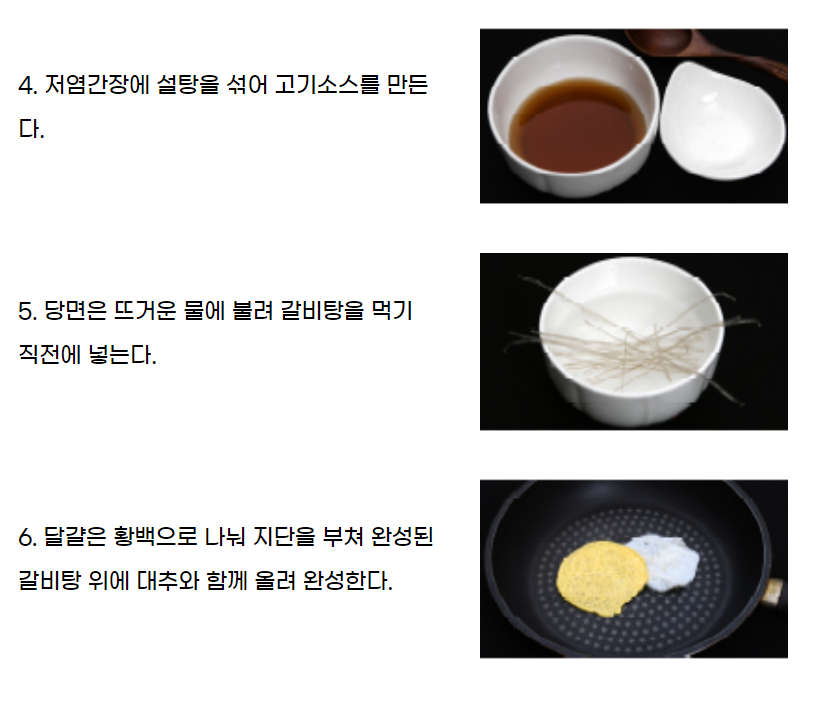 4. 저염간장에 설탕을 섞어 고기소스를 만든
다.
5. 당면은 뜨거운 물에 불려 갈비탕을 먹기
직전에 넣는다.
6. 달걀은 황백으로 나눠 지단을 부쳐 완성된
갈비탕 위에 대추와 함께 올려 완성한다.